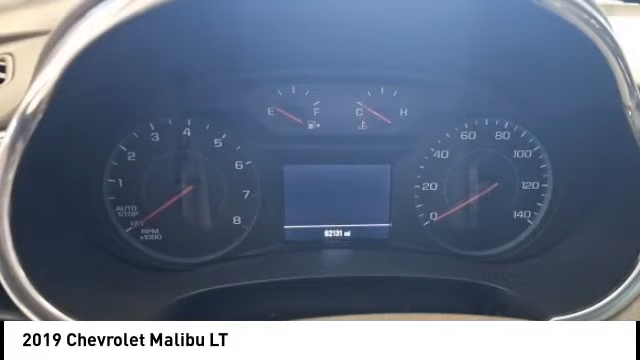 E F C H
1 2 3 4 5 6 7 8
AUTO
STOP
OFF
RPM
x1000
0 20 40 60 80 100 120 140
62131 mi
2019 Chevrolet Malibu LT